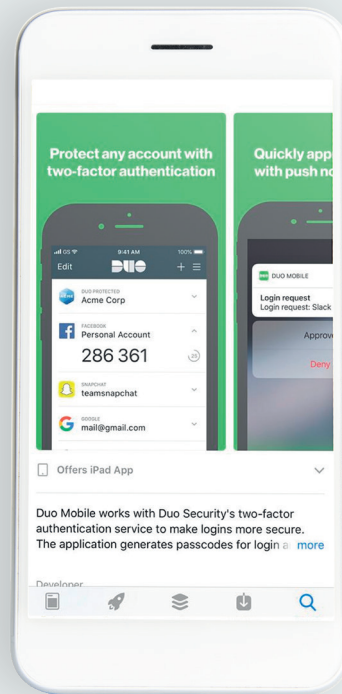 Protect any account with
two-factor authentication
9:41 AM
100%
Edit
DUO
DUO PROTECTED
Acme Corp
FACEBOOK
Personal Account
286 361
SNAPCHAT
teamsnapchat
GOOGLE
mail@gmail.com
Quickly app
with push no
DUO MOBILE
Login request
Login request: Slack
Approve
Deny
Offers iPad App
Duo Mobile works with Duo Security's two-factor
authentication service to make logins more secure.
The application generates passcodes for login a more
Developer